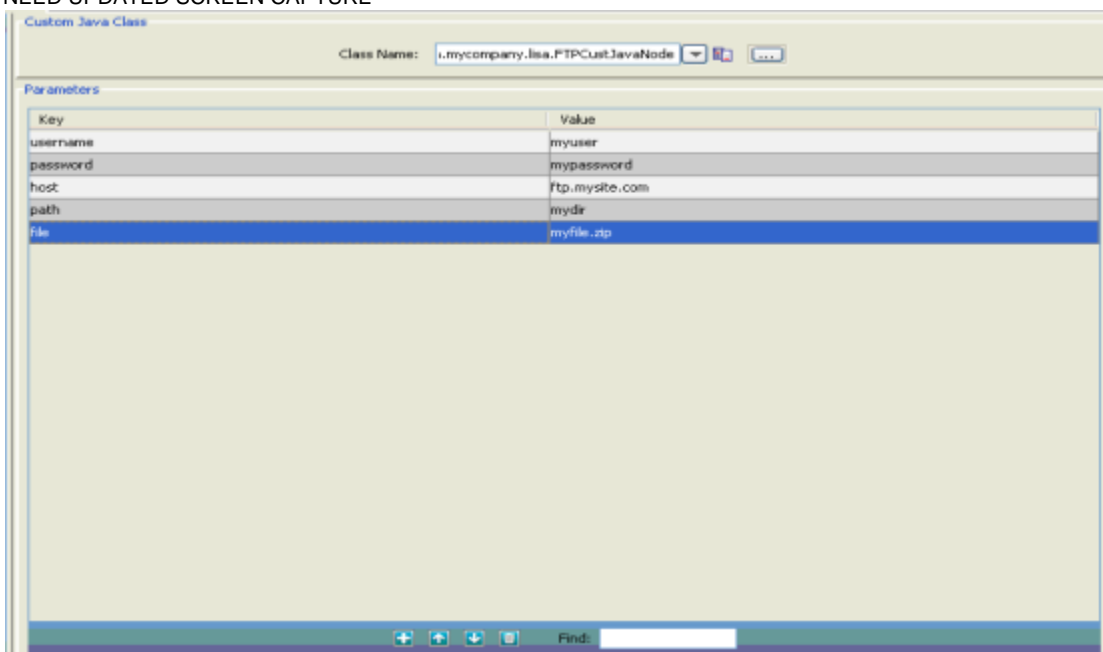 NEED UPDATED SCREEN CAPTURE
Custom Java Class
Class Name: ı.mycompany.lisa.FTPCustJavaNode ...
Parameters
Key Value
username myuser
password mypassword
host ftp.mysite.com
path mydir
file myfile.zip
Find: